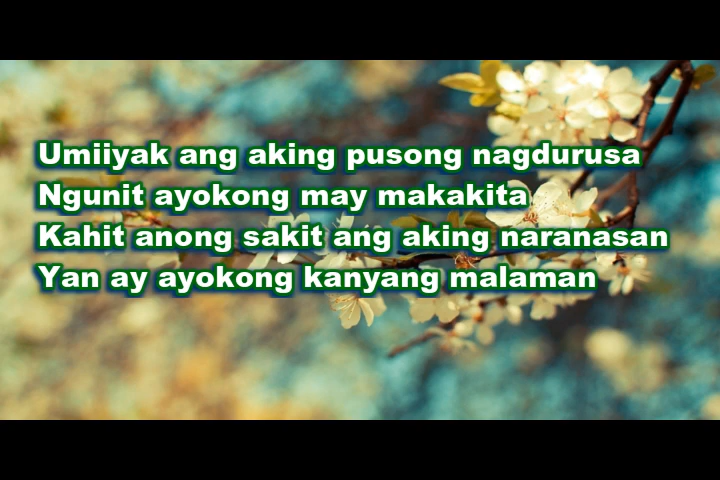 Umiiyak ang aking pusong nagdurusa
Ngunit ayokong may makakita
Kahit anong sakit ang aking naranasan
Yan ay ayokong kanyang malaman